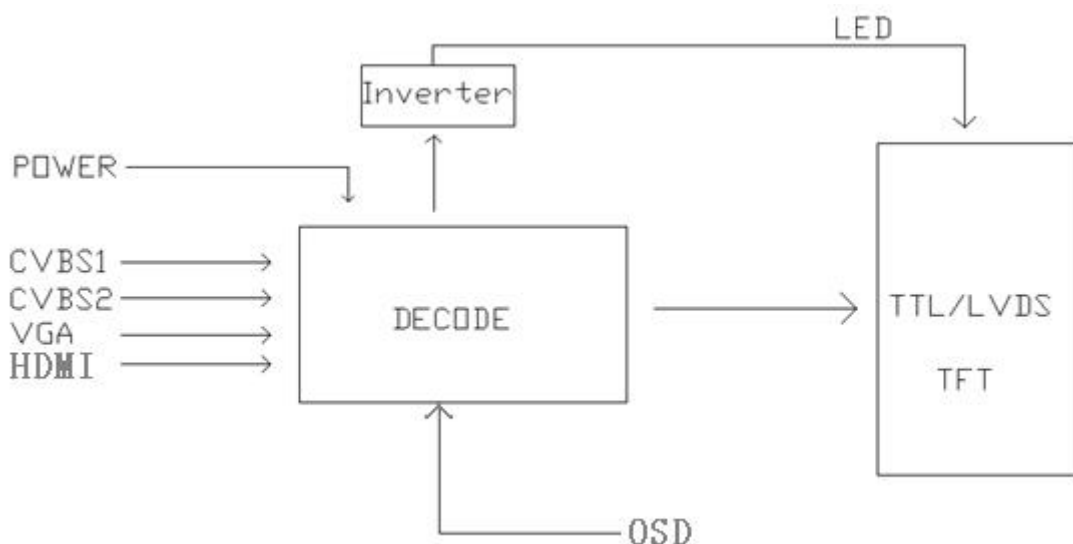 LED
Inverter
POWER
CVBS1
CVBS2
VGA
HDMI
DECODE
TTL/LVDS
TFT
OSD